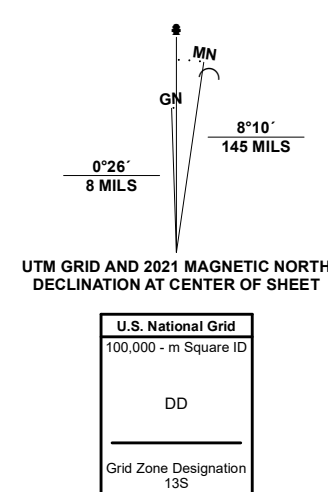 MN
GN
8°10´
145 MILS
0°26´
8 MILS
UTM GRID AND 2021 MAGNETIC NORTH
DECLINATION AT CENTER OF SHEET
U.S. National Grid
100,000 - m Square ID
DD
Grid Zone Designation
13S